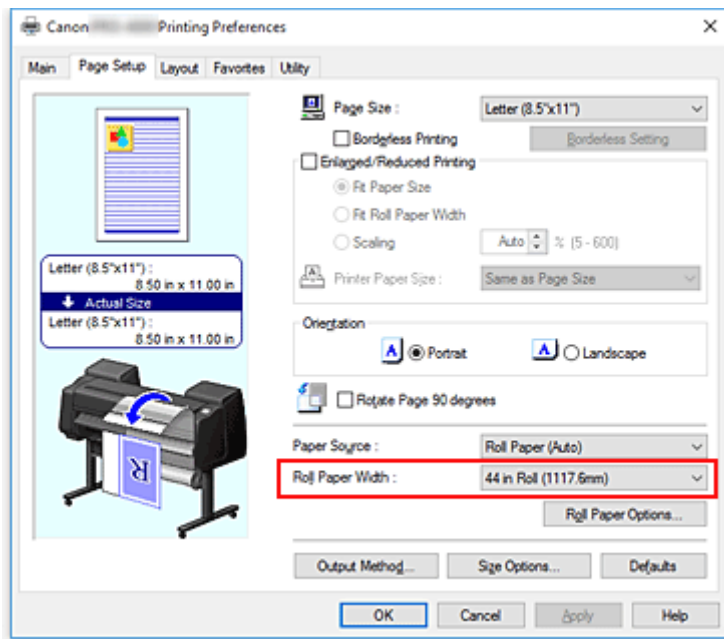 Canon Printing Preferences
Main Page Setup Layout Favorites Utility
Page Size : Letter (8.5"x11")
Borderless Printing Borderless Setting
Enlarged/Reduced Printing
Fit Paper Size
Fit Roll Paper Width
Scaling Auto % (5 - 600)
Printer Paper Size : Same as Page Size
Letter (8.5"x11") :
8.50 in x 11.00 in
Actual Size
Letter (8.5"x11") :
8.50 in x 11.00 in
Orientation
A Portrait A Landscape
Rotate Page 90 degrees
Paper Source : Roll Paper (Auto)
Roll Paper Width : 44 in Roll (1117.6mm)
Roll Paper Options...
R
Output Method... Size Options... Defaults
OK Cancel Apply Help